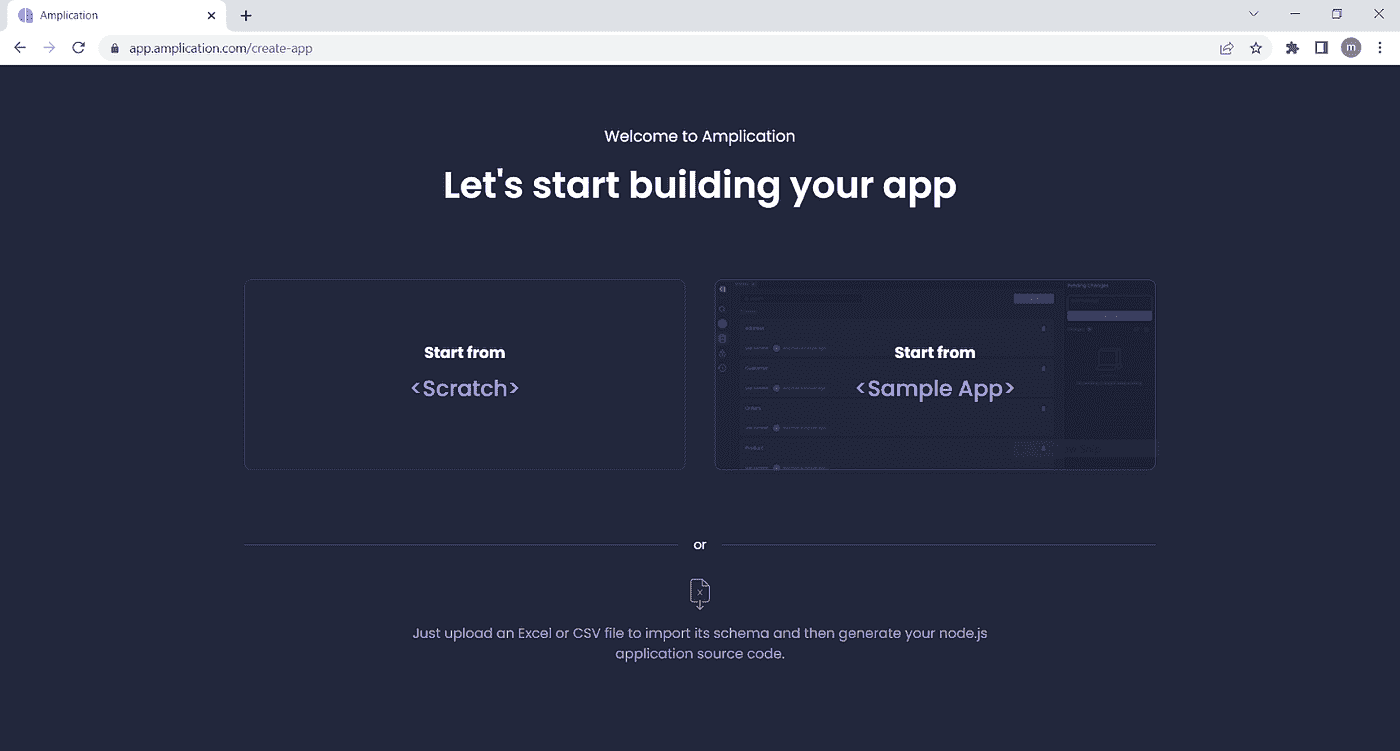 Amplication
app.amplication.com/create-app
m
Welcome to Amplication
Let's start building your app
Start from
<Scratch>
Pending Changes
Start from
<Sample App>
or
X
Just upload an Excel or CSV file to import its schema and then generate your node.js
application source code.